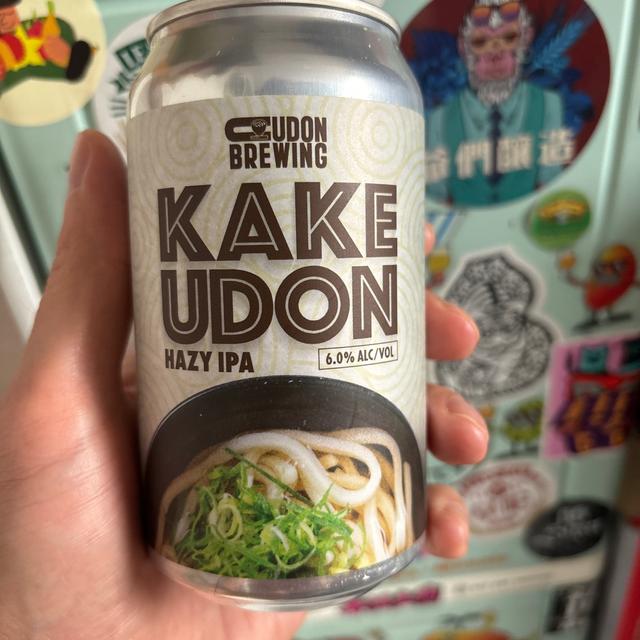 UDON
BREWING
KAKE
UDON
HAZY IPA
6.0% ALC/VOL
們釀造